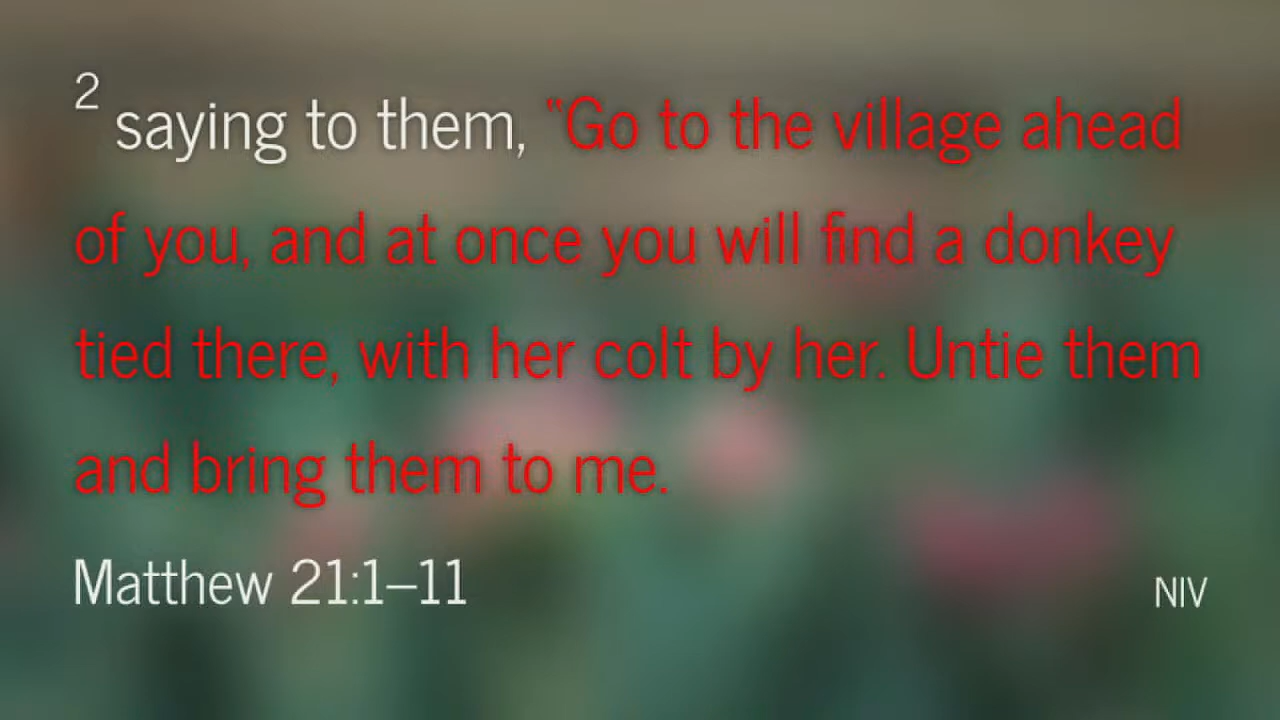 2 saying to them, "Go to the village ahead
of you, and at once you will find a donkey
tied there, with her colt by her. Untie them
and bring them to me.
Matthew 21:1–11 NIV